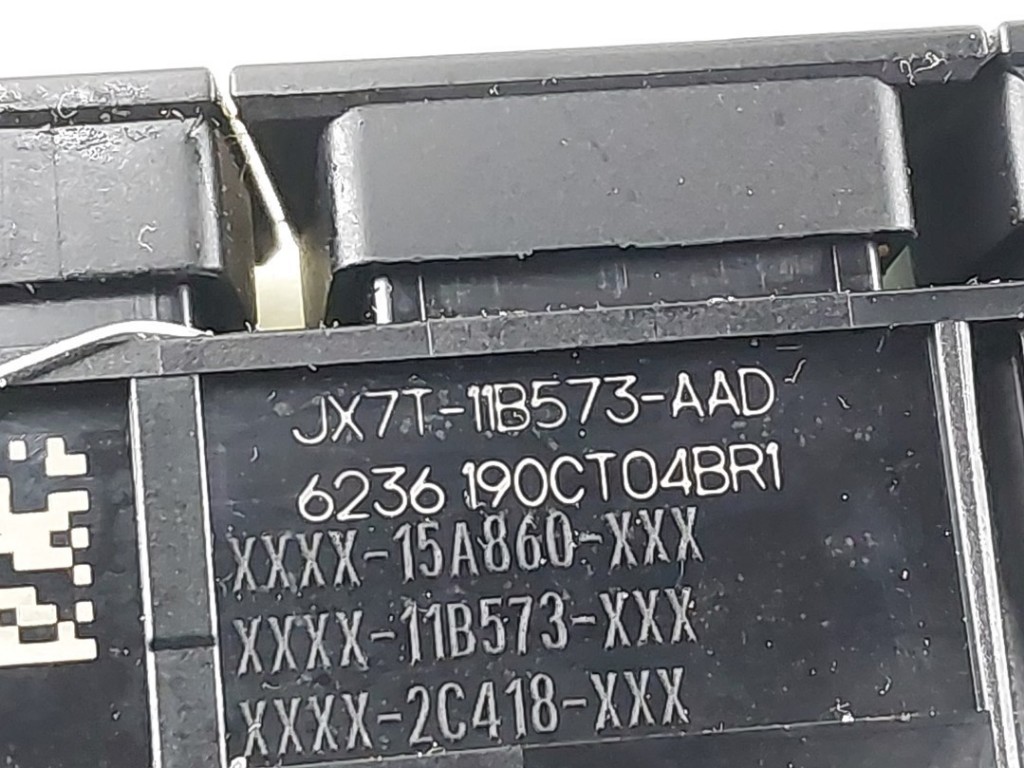 JX7T-11B573-AAD
6236 190CT04BR1
XXXX-15A860-XXX
XXXX-11B573-XXX
XXXX-2C418-XXX